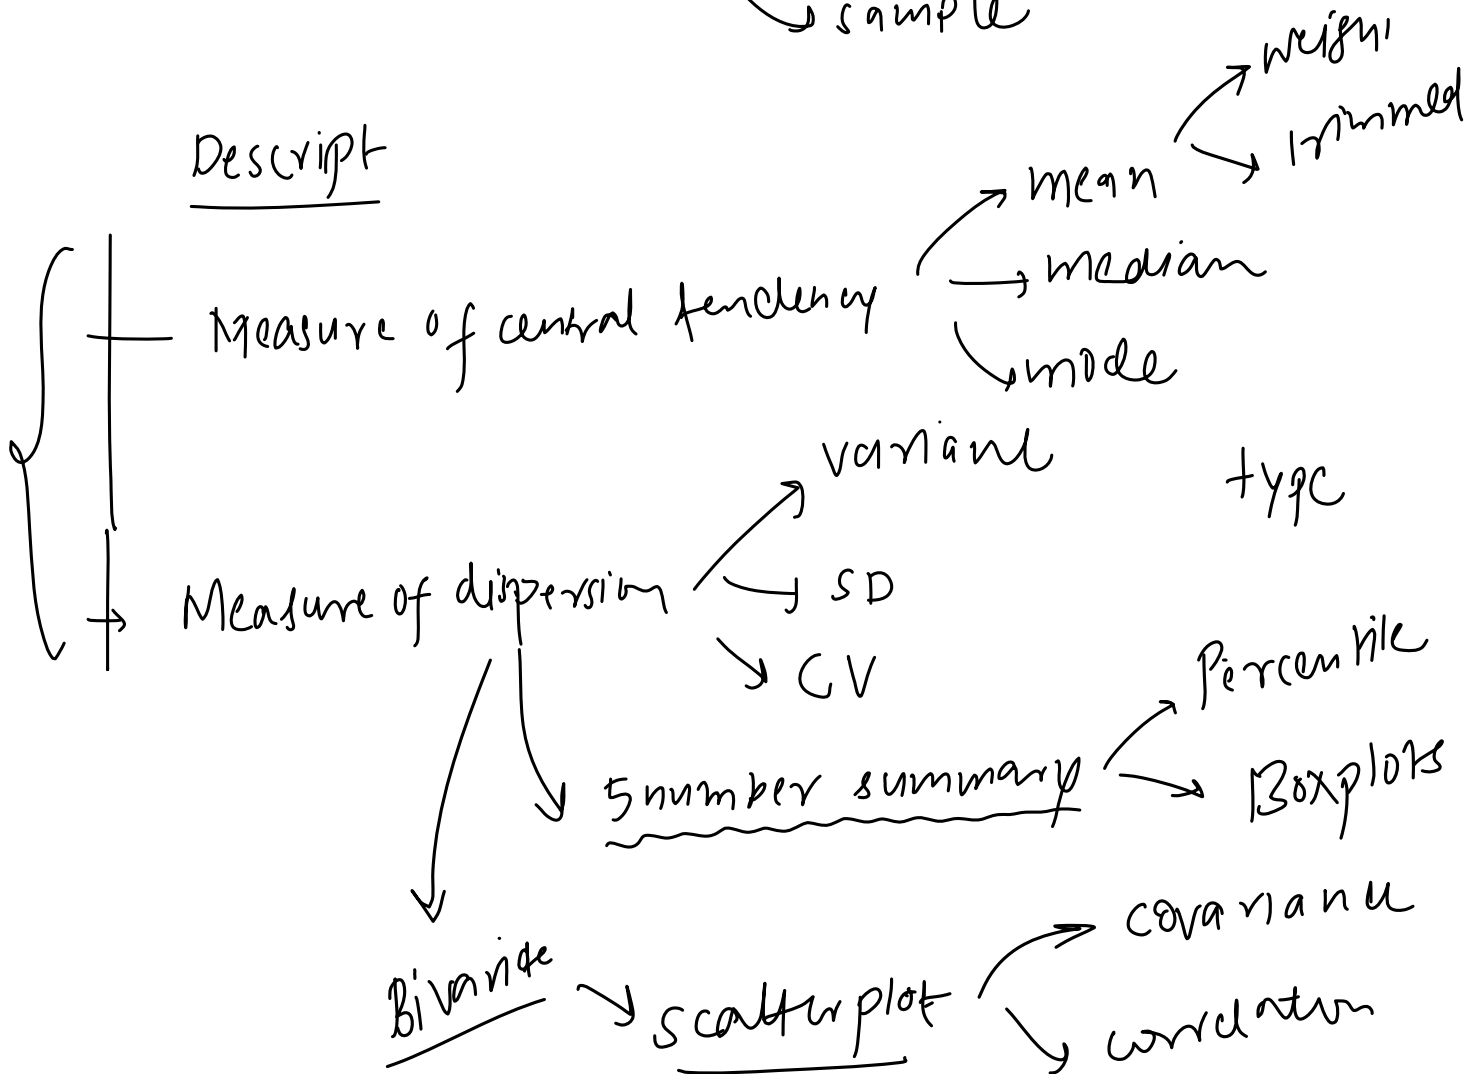 sample
weigh
trimmed
Descript
mean
median
Measure of central tendency
mode
variance
type
Measure of dispersion
SD
CV
Percentile
5 number summary
Boxplots
covariance
Bivariate
scatterplot
correlation